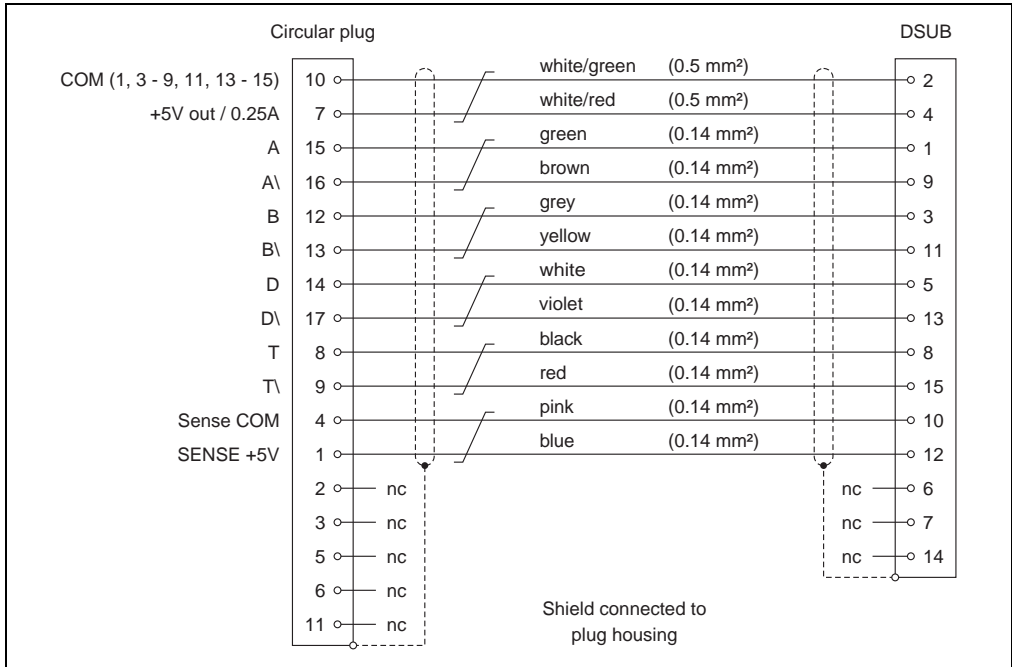 Circular plug DSUB
COM (1, 3 - 9, 11, 13 - 15) 10 white/green (0.5 mm²) 2
+5V out / 0.25A 7 white/red (0.5 mm²) 4
A 15 green (0.14 mm²) 1
A\ 16 brown (0.14 mm²) 9
B 12 grey (0.14 mm²) 3
B\ 13 yellow (0.14 mm²) 11
D 14 white (0.14 mm²) 5
D\ 17 violet (0.14 mm²) 13
T 8 black (0.14 mm²) 8
T\ 9 red (0.14 mm²) 15
Sense COM 4 pink (0.14 mm²) 10
SENSE +5V 1 blue (0.14 mm²) 12
2 nc nc 6
3 nc nc 7
5 nc nc 14
6 nc
11 nc
Shield connected to
plug housing